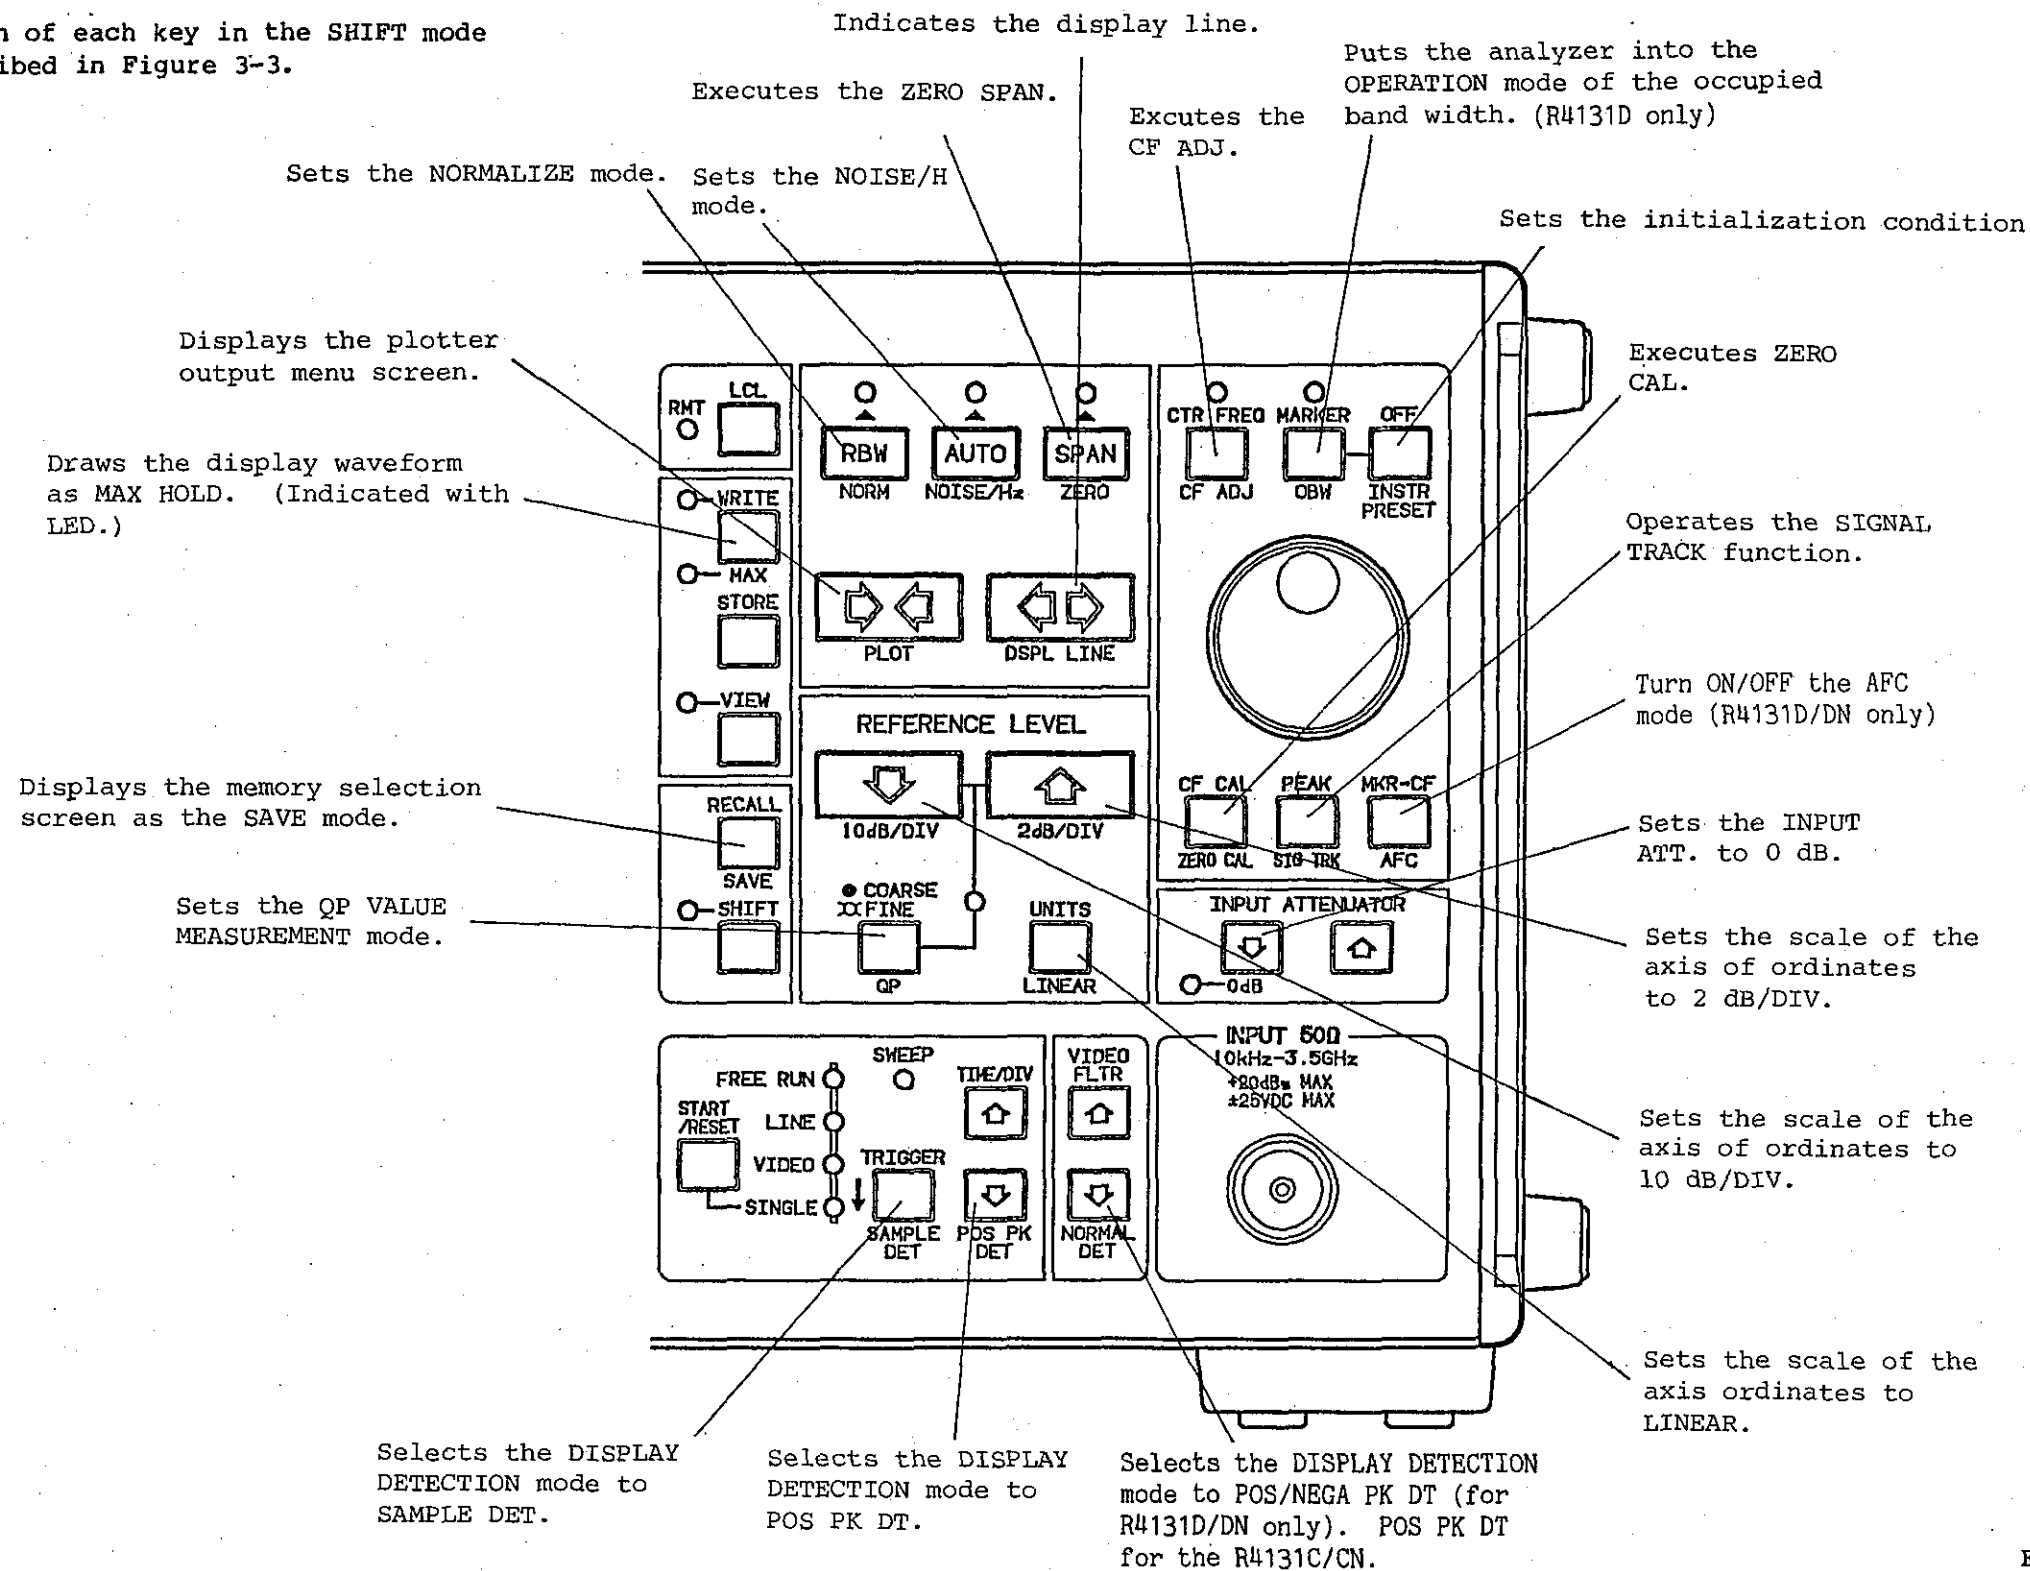 n of each key in the SHIFT mode
ibed in Figure 3-3.
Indicates the display line.
Puts the analyzer into the
OPERATION mode of the occupied
band width. (R4131D only)
Executes the ZERO SPAN.
Excutes the
CF ADJ.
Sets the NORMALIZE mode.
Sets the NOISE/H
mode.
Sets the initialization condition
Displays the plotter
output menu screen.
Executes ZERO
CAL.
Draws the display waveform
as MAX HOLD. (Indicated with
LED.)
Operates the SIGNAL
TRACK function.
Turn ON/OFF the AFC
mode (R4131D/DN only)
Displays the memory selection
screen as the SAVE mode.
Sets the INPUT
ATT. to 0 dB.
Sets the QP VALUE
MEASUREMENT mode.
Sets the scale of the
axis of ordinates
to 2 dB/DIV.
Sets the scale of the
axis of ordinates to
10 dB/DIV.
Sets the scale of the
axis ordinates to
LINEAR.
LCL
RMT
WRITE
MAX
STORE
VIEW
RECALL
SAVE
SHIFT
RBW
NORM
AUTO
NOISE/Hz
SPAN
ZERO
PLOT
DSPL LINE
CTR FREQ
CF ADJ
MARKER
OBW
OFF
INSTR
PRESET
REFERENCE LEVEL
10dB/DIV
2dB/DIV
COARSE
FINE
QP
UNITS
LINEAR
CF CAL
ZERO CAL
PEAK
SIG TRK
MKR→CF
AFC
INPUT ATTENUATOR
0dB
FREE RUN
LINE
VIDEO
SINGLE
START
/RESET
SWEEP
TRIGGER
SAMPLE
DET
TIME/DIV
POS PK
DET
VIDEO
FLTR
NORMAL
DET
INPUT 50Ω
10kHz-3.5GHz
+20dBm MAX
±25VDC MAX
Selects the DISPLAY
DETECTION mode to
SAMPLE DET.
Selects the DISPLAY
DETECTION mode to
POS PK DT.
Selects the DISPLAY DETECTION
mode to POS/NEGA PK DT (for
R4131D/DN only). POS PK DT
for the R4131C/CN.